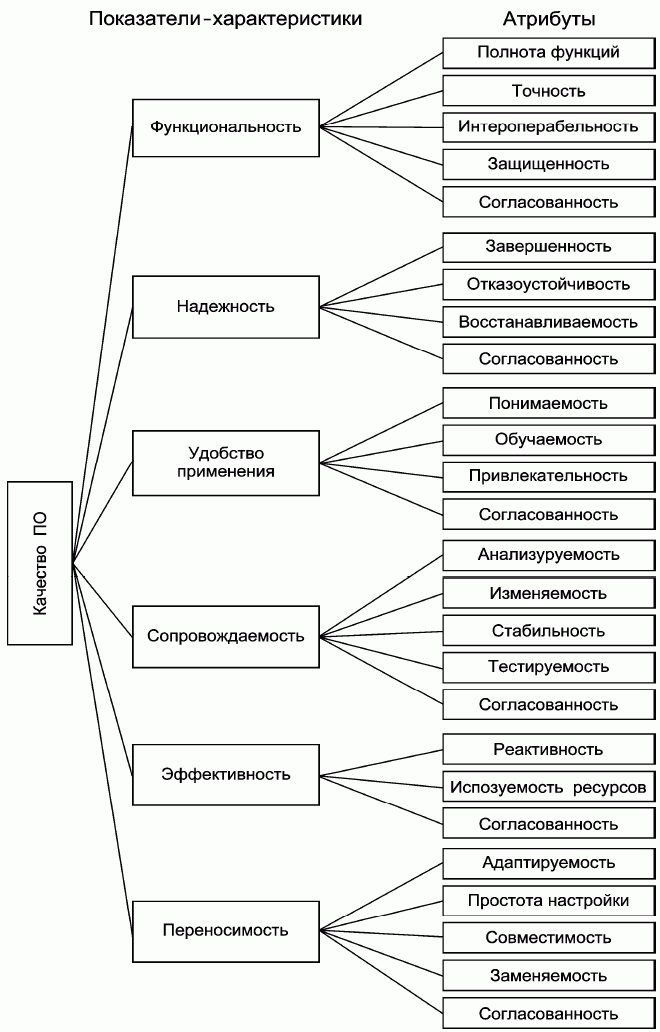 Показатели-характеристики
Атрибуты
Качество ПО
Функциональность
Полнота функций
Точность
Интероперабельность
Защищенность
Согласованность
Надежность
Завершенность
Отказоустойчивость
Восстанавливаемость
Согласованность
Удобство
применения
Понимаемость
Обучаемость
Привлекательность
Согласованность
Сопровождаемость
Анализуруемость
Изменяемость
Стабильность
Тестируемость
Согласованность
Эффективность
Реактивность
Испозуемость ресурсов
Согласованность
Переносимость
Адаптируемость
Простота настройки
Совместимость
Заменяемость
Согласованность